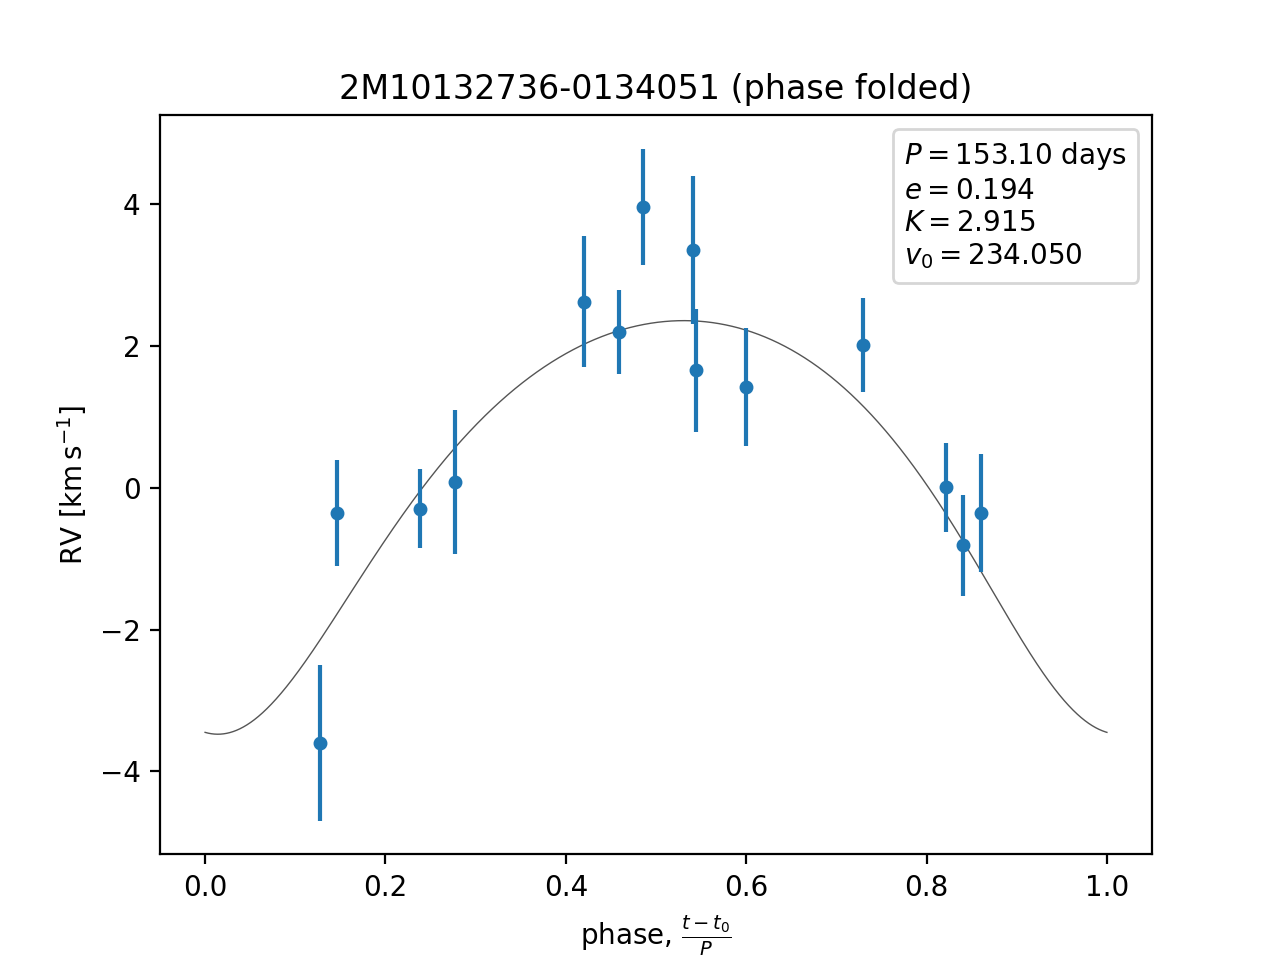 2M10132736-0134051 (phase folded)
P = 153.10 days
e = 0.194
K = 2.915
v₀ = 234.050
4
2
0
−2
−4
RV [km s⁻¹]
0.0 0.2 0.4 0.6 0.8 1.0
phase, (t − t₀)/P